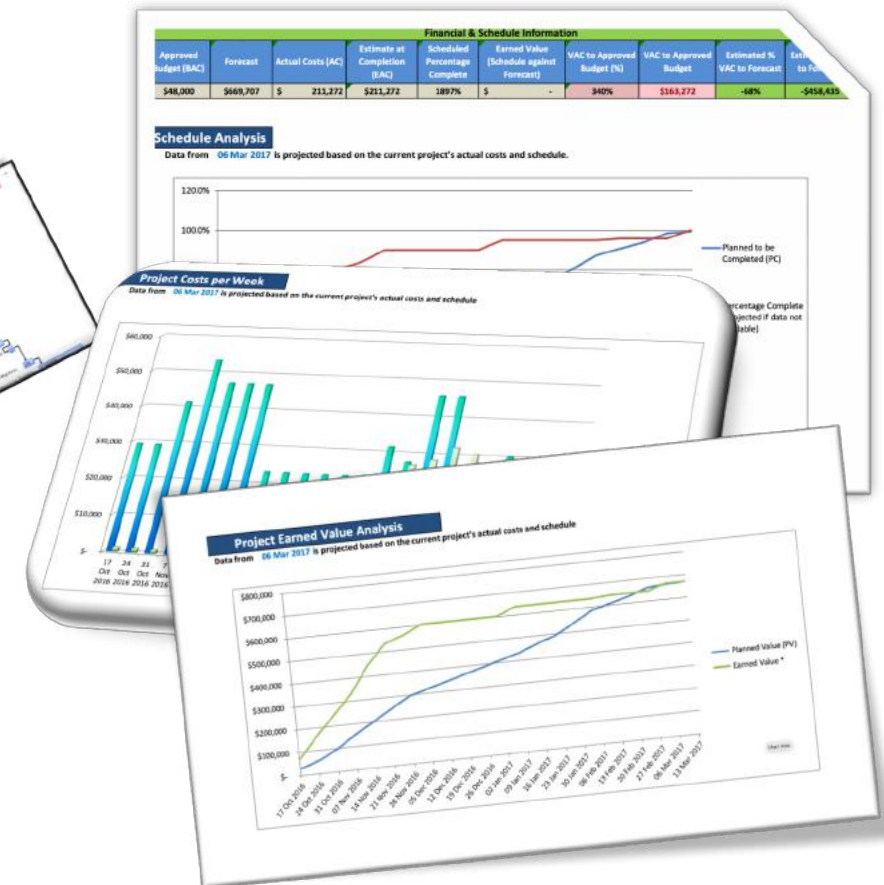 Financial & Schedule Information
Approved Budget (BAC) Forecast Actual Costs (AC) Estimate at Completion (EAC) Scheduled Percentage Complete Earned Value (Schedule against Forecast) VAC to Approved Budget (%) VAC to Approved Budget Estimated % VAC to Forecast
$48,000 $669,707 $ 211,272 $211,272 1897% $ - 340% $163,272 -68% -$458,435
Schedule Analysis
Data from 06 Mar 2017 is projected based on the current project's actual costs and schedule.
120.0%
100.0%
Planned to be
Completed (PC)
Percentage Complete
if data not
Project Costs per Week
Data from 06 Mar 2017 is projected based on the current project's actual costs and schedule
$60,000
$50,000
$40,000
$30,000
$20,000
$10,000
$-
17 24 31 7
Oct Oct Oct Nov
2016 2016 2016 2016
Project Earned Value Analysis
Data from 06 Mar 2017 is projected based on the current project's actual costs and schedule
$800,000
$700,000
$600,000
$500,000
$400,000
$300,000
$200,000
$100,000
$-
Planned Value (PV)
Earned Value *
17 Oct 2016
24 Oct 2016
31 Oct 2016
07 Nov 2016
14 Nov 2016
21 Nov 2016
28 Nov 2016
05 Dec 2016
12 Dec 2016
19 Dec 2016
26 Dec 2016
02 Jan 2017
09 Jan 2017
16 Jan 2017
23 Jan 2017
30 Jan 2017
06 Feb 2017
13 Feb 2017
20 Feb 2017
27 Feb 2017
06 Mar 2017
13 Mar 2017